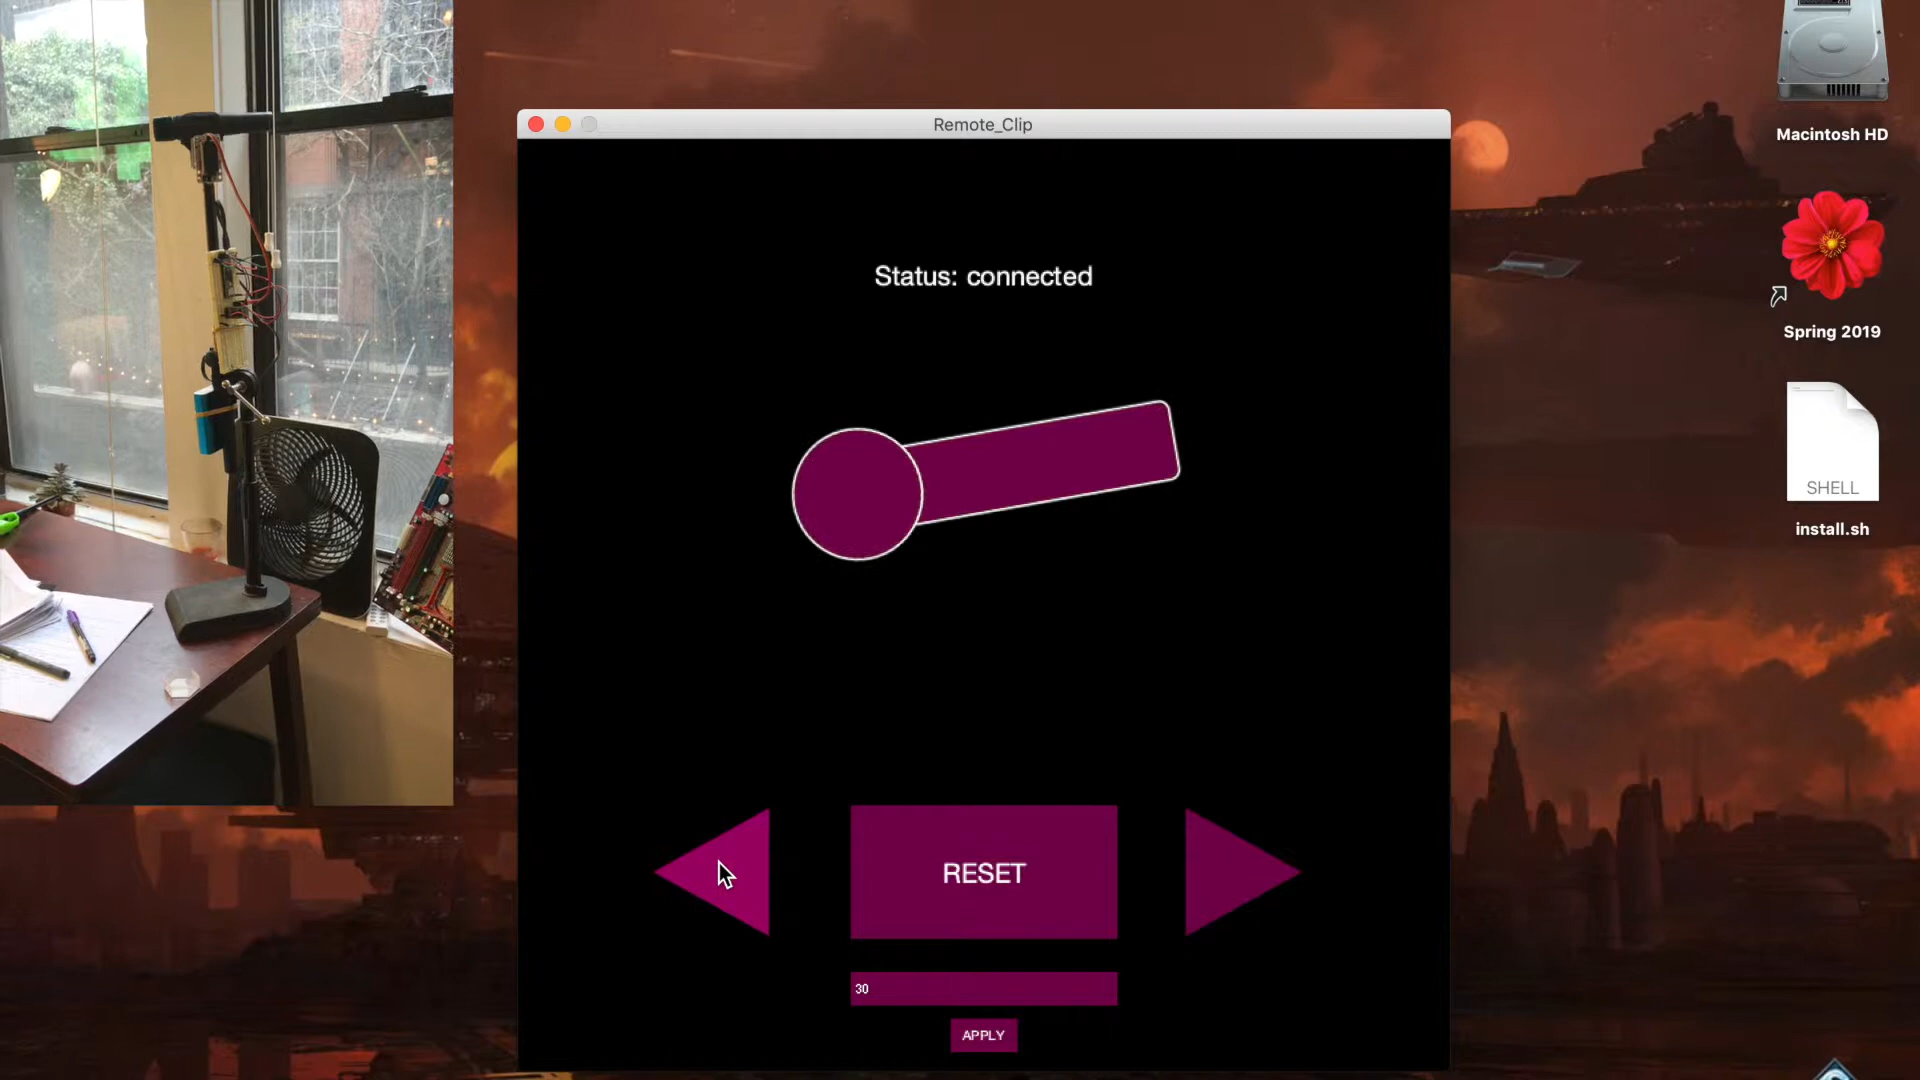 Remote_Clip
Status: connected
RESET
30
APPLY
Macintosh HD
Spring 2019
SHELL
install.sh